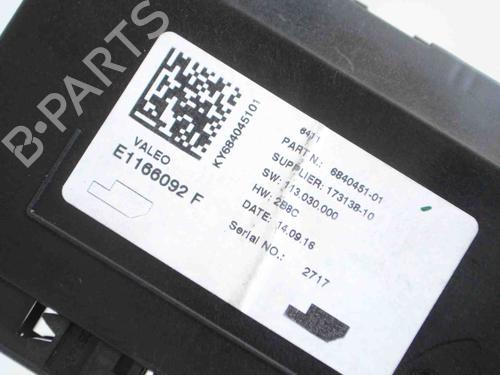 B-PARTS
KY684045101
VALEO
E1166092 F
6411
PART N.: 6840451-01
SUPPLIER: 173138-10
SW: 113.030.000
HW: 2B8C
DATE: 14.09.16
Serial NO.: 2717